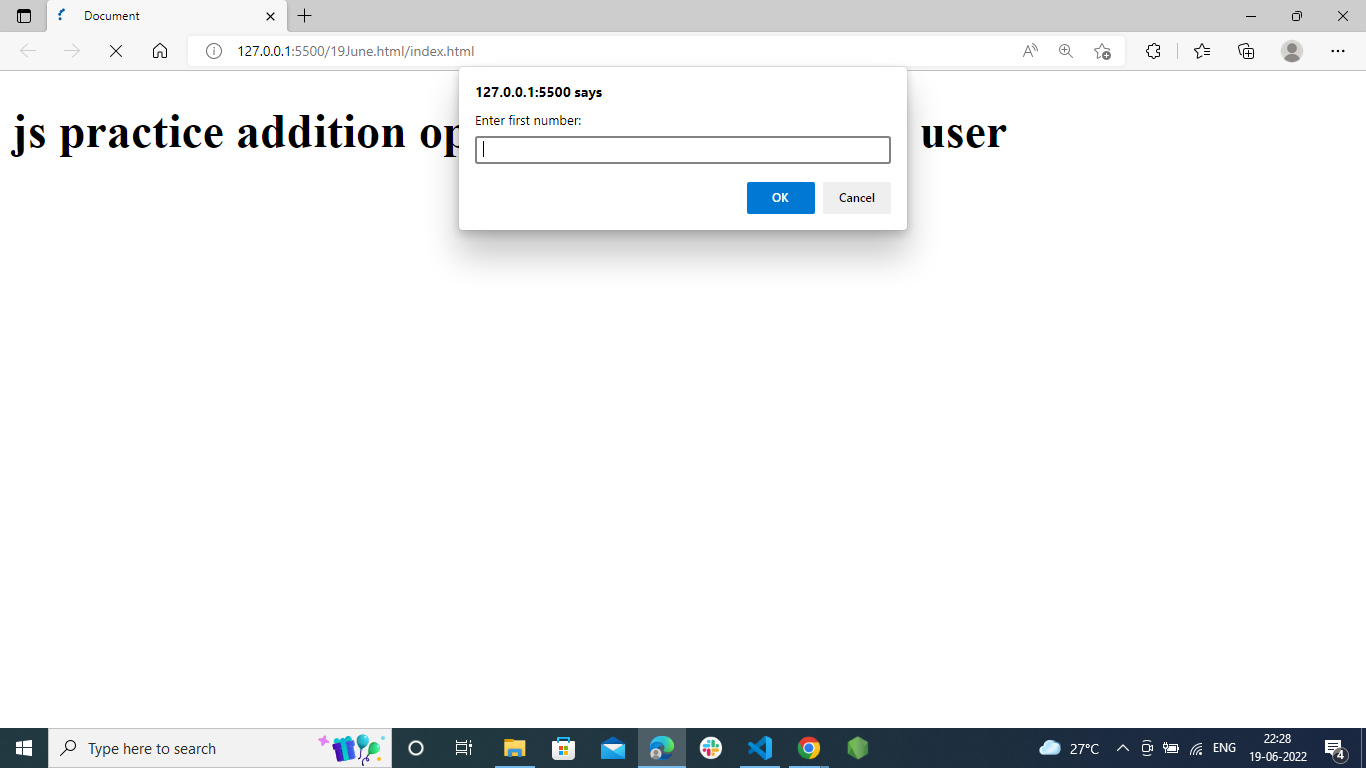 Document
127.0.0.1:5500/19June.html/index.html
127.0.0.1:5500 says
Enter first number:
OK
Cancel
js practice addition op user
Type here to search
27°C
ENG
22:28
19-06-2022
4